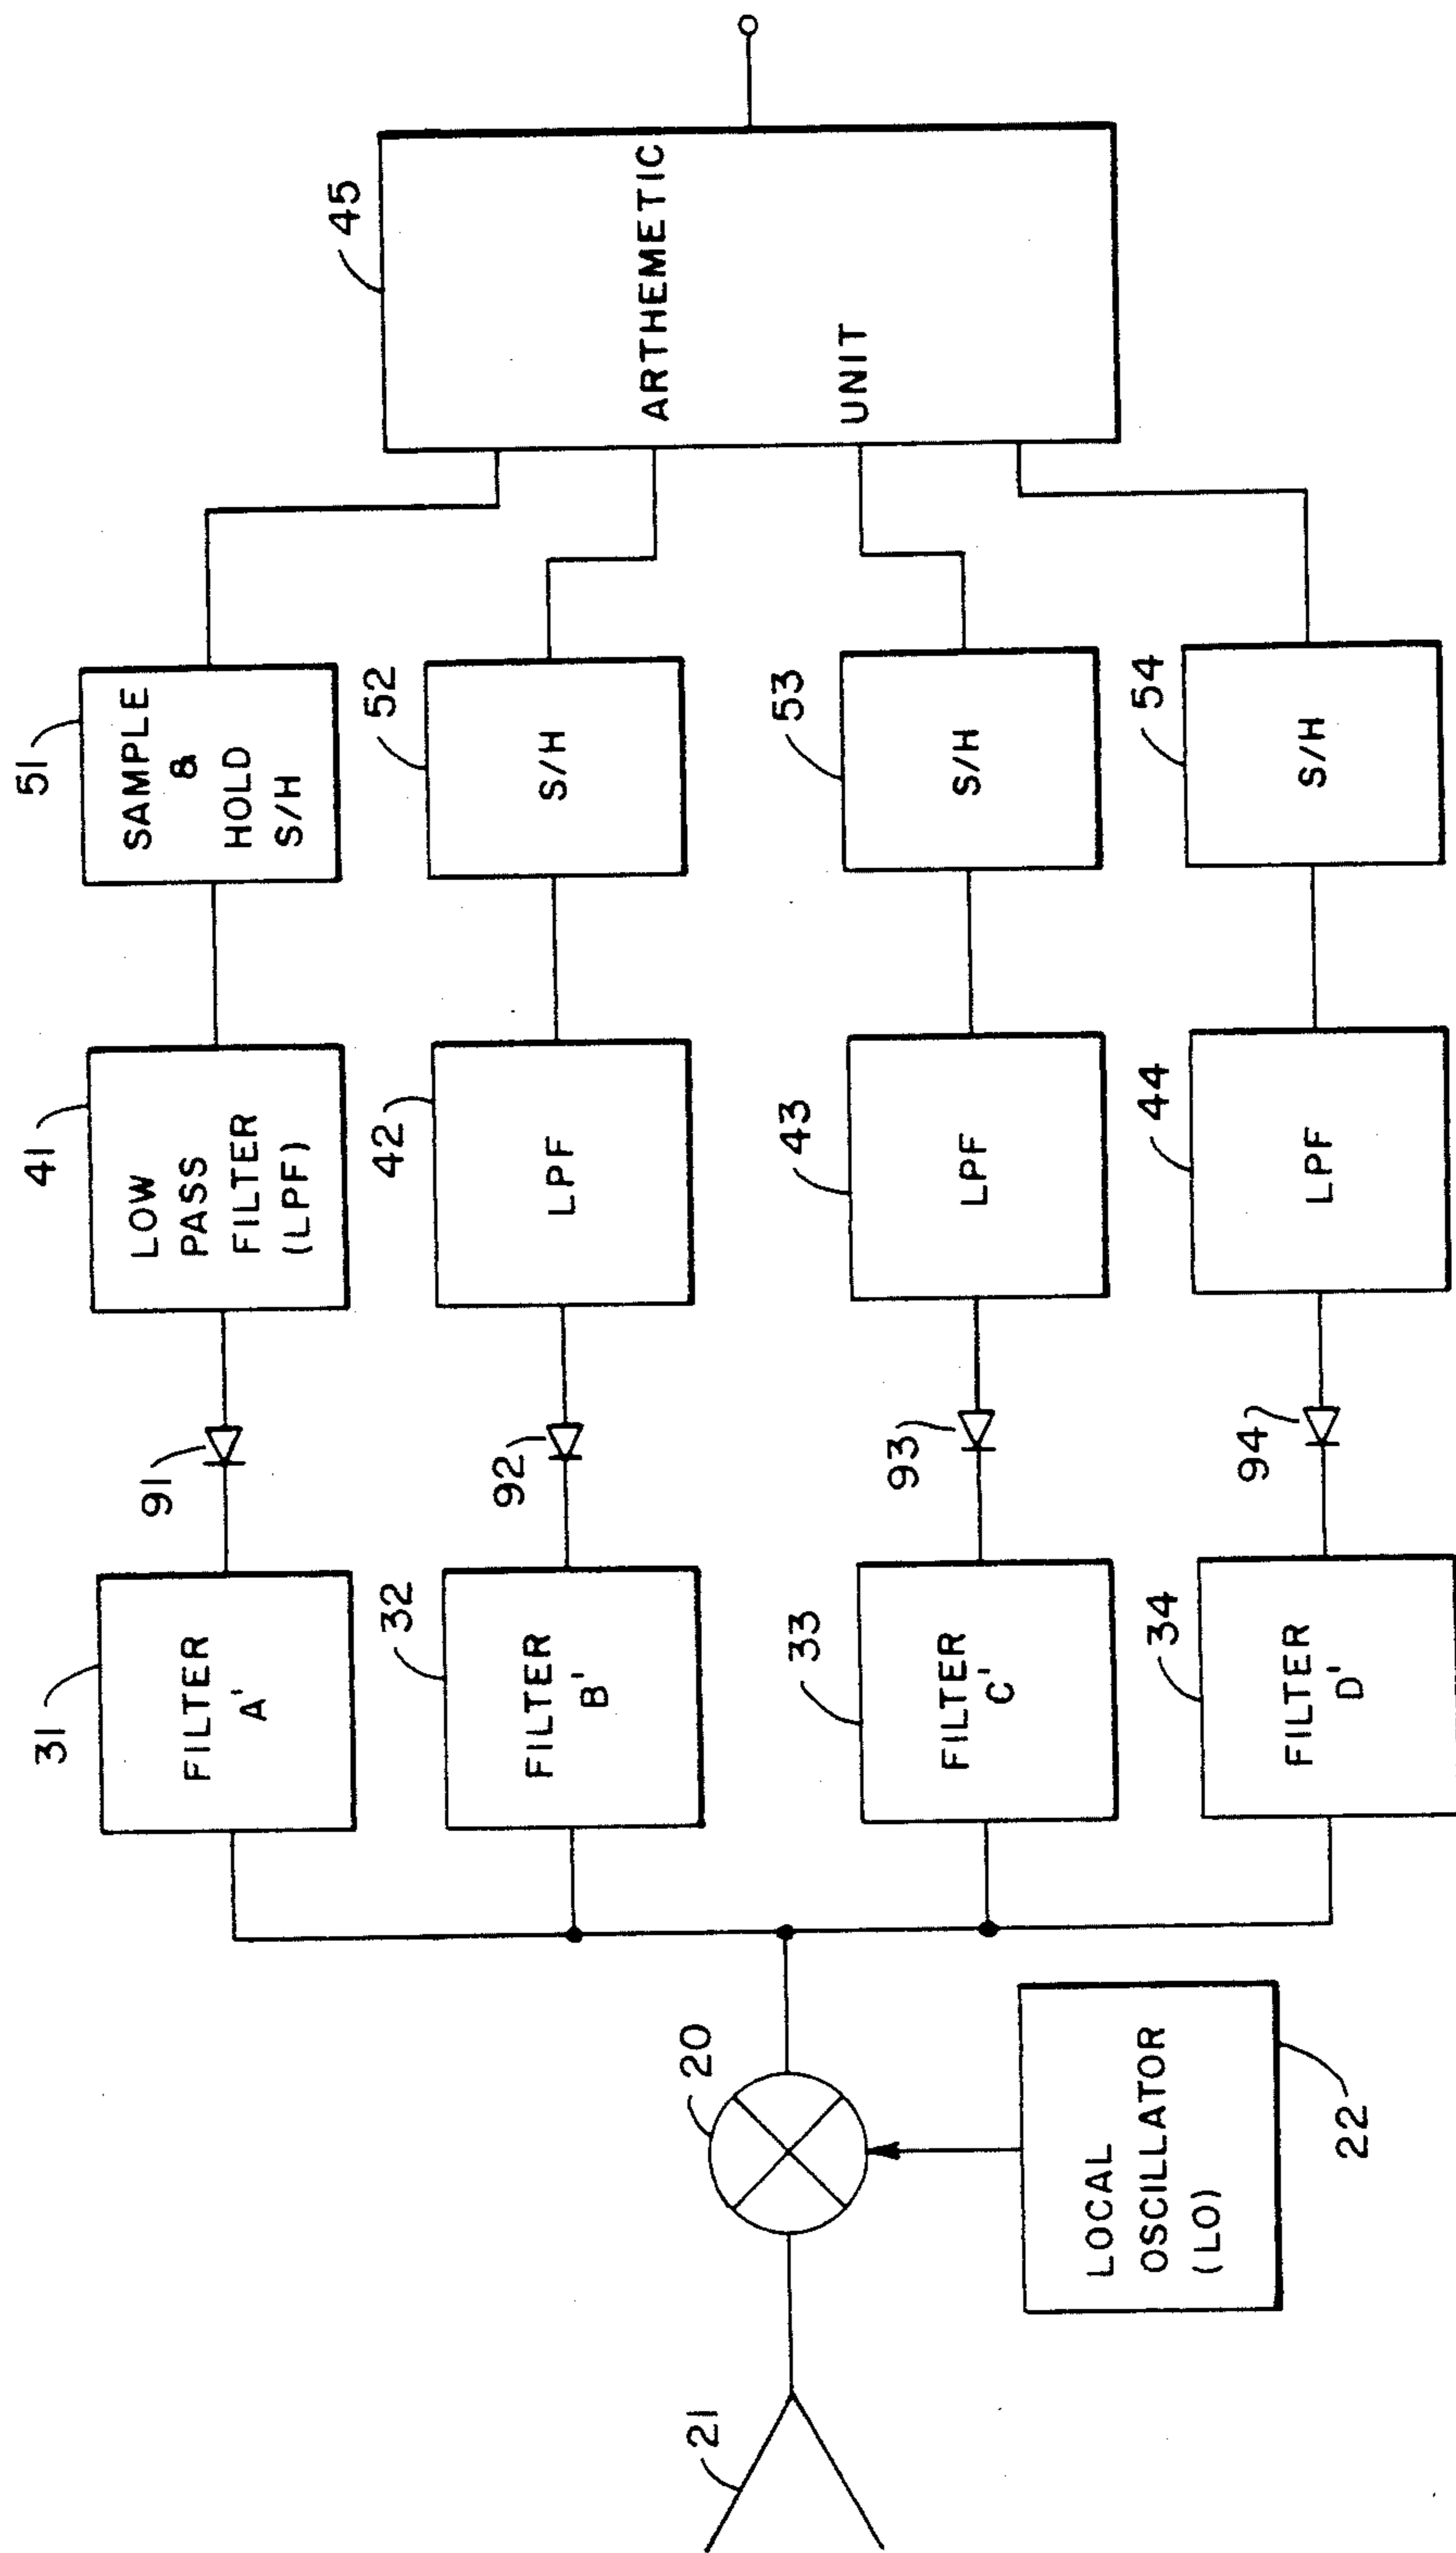 21
20
LOCAL
OSCILLATOR
(LO)
22
31
FILTER
A'
91
41
LOW
PASS
FILTER
(LPF)
51
SAMPLE
&
HOLD
S/H
32
FILTER
B'
92
42
LPF
52
S/H
33
FILTER
C'
93
43
LPF
53
S/H
34
FILTER
D'
94
44
LPF
54
S/H
45
ARTHEMETIC
UNIT